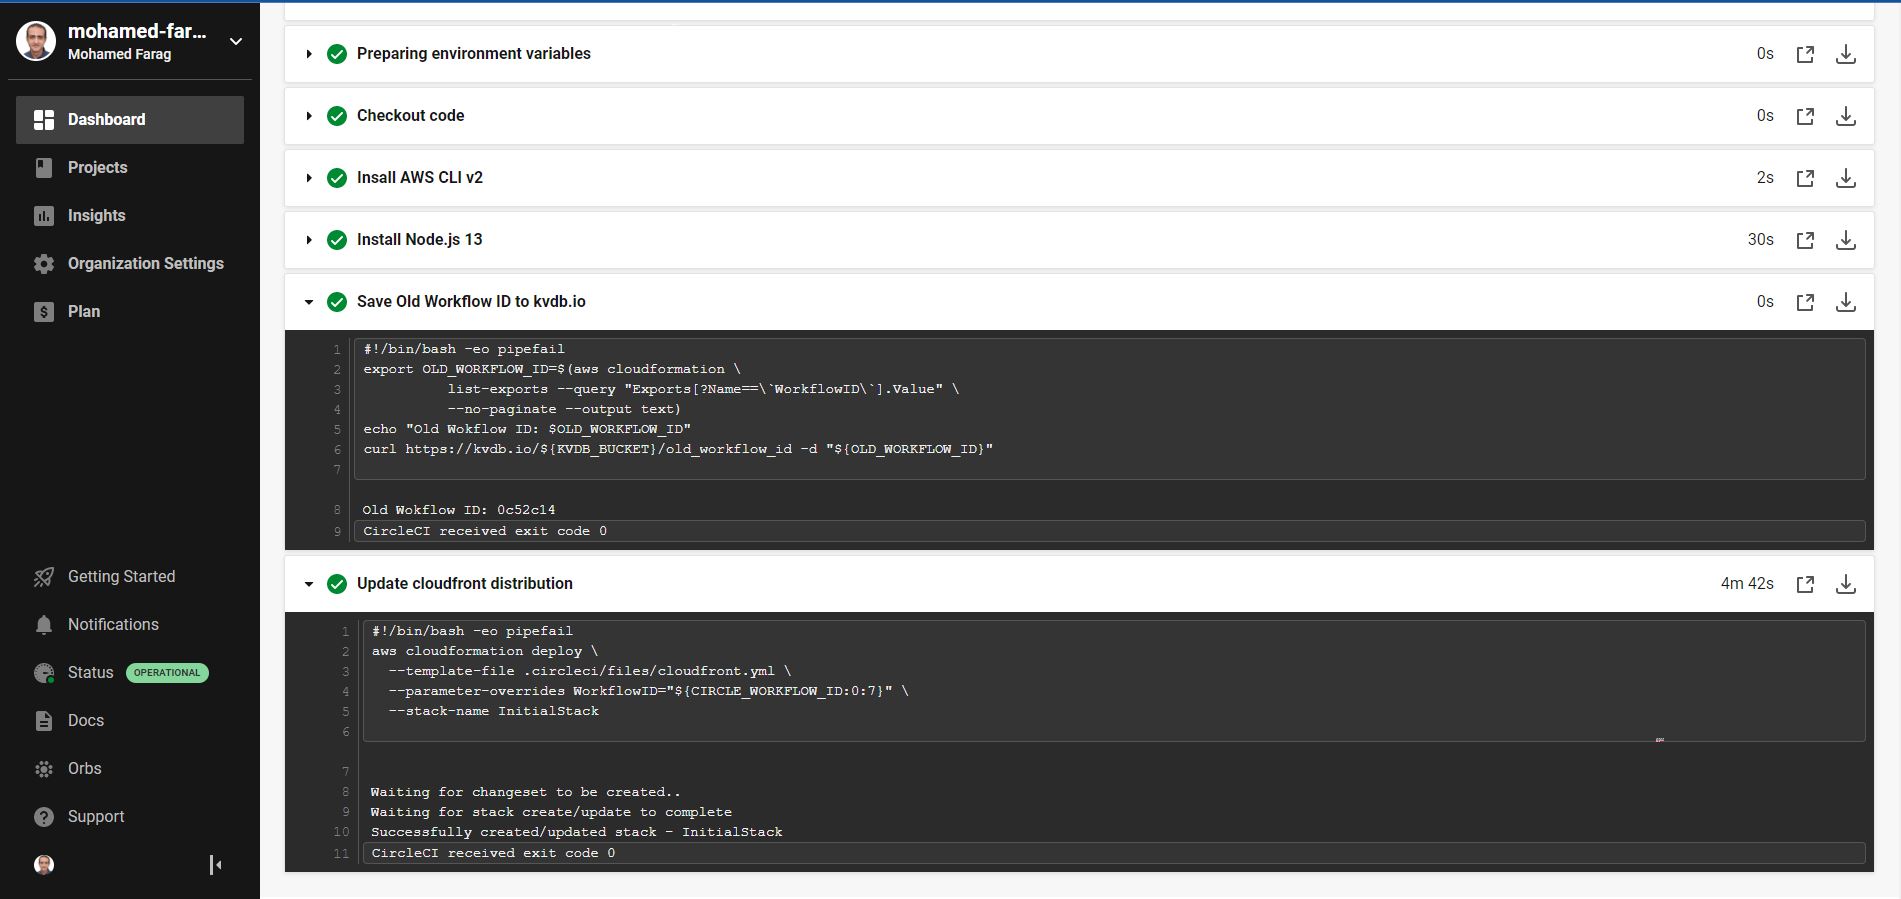 mohamed-far...
Mohamed Farag
Dashboard
Projects
Insights
Organization Settings
Plan
Getting Started
Notifications
Status OPERATIONAL
Docs
Orbs
Support
Preparing environment variables 0s
Checkout code 0s
Insall AWS CLI v2 2s
Install Node.js 13 30s
Save Old Workflow ID to kvdb.io 0s
1 #!/bin/bash -eo pipefail
2 export OLD_WORKFLOW_ID=$(aws cloudformation \
3 list-exports --query "Exports[?Name==\`WorkflowID\`].Value" \
4 --no-paginate --output text)
5 echo "Old Wokflow ID: $OLD_WORKFLOW_ID"
6 curl https://kvdb.io/${KVDB_BUCKET}/old_workflow_id -d "${OLD_WORKFLOW_ID}"
7
8 Old Wokflow ID: 0c52c14
9 CircleCI received exit code 0
Update cloudfront distribution 4m 42s
1 #!/bin/bash -eo pipefail
2 aws cloudformation deploy \
3 --template-file .circleci/files/cloudfront.yml \
4 --parameter-overrides WorkflowID="${CIRCLE_WORKFLOW_ID:0:7}" \
5 --stack-name InitialStack
6
7
8 Waiting for changeset to be created..
9 Waiting for stack create/update to complete
10 Successfully created/updated stack - InitialStack
11 CircleCI received exit code 0